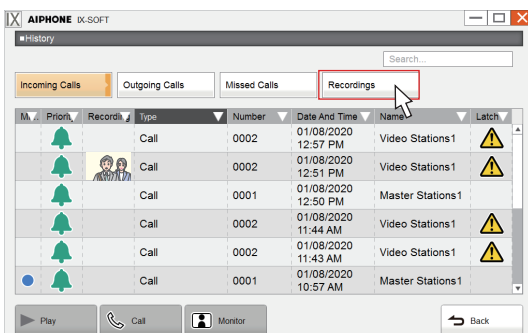 AIPHONE IX-SOFT
■History
Search...
Incoming Calls Outgoing Calls Missed Calls Recordings
Priority Recording Type Number Date And Time Name Latch
Call 0002 01/08/2020 12:57 PM Video Stations1
Call 0002 01/08/2020 12:51 PM Video Stations1
Call 0001 01/08/2020 12:50 PM Master Stations1
Call 0002 01/08/2020 11:44 AM Video Stations1
Call 0002 01/08/2020 11:43 AM Video Stations1
Call 0001 01/08/2020 10:57 AM Master Stations1
Play Call Monitor Back